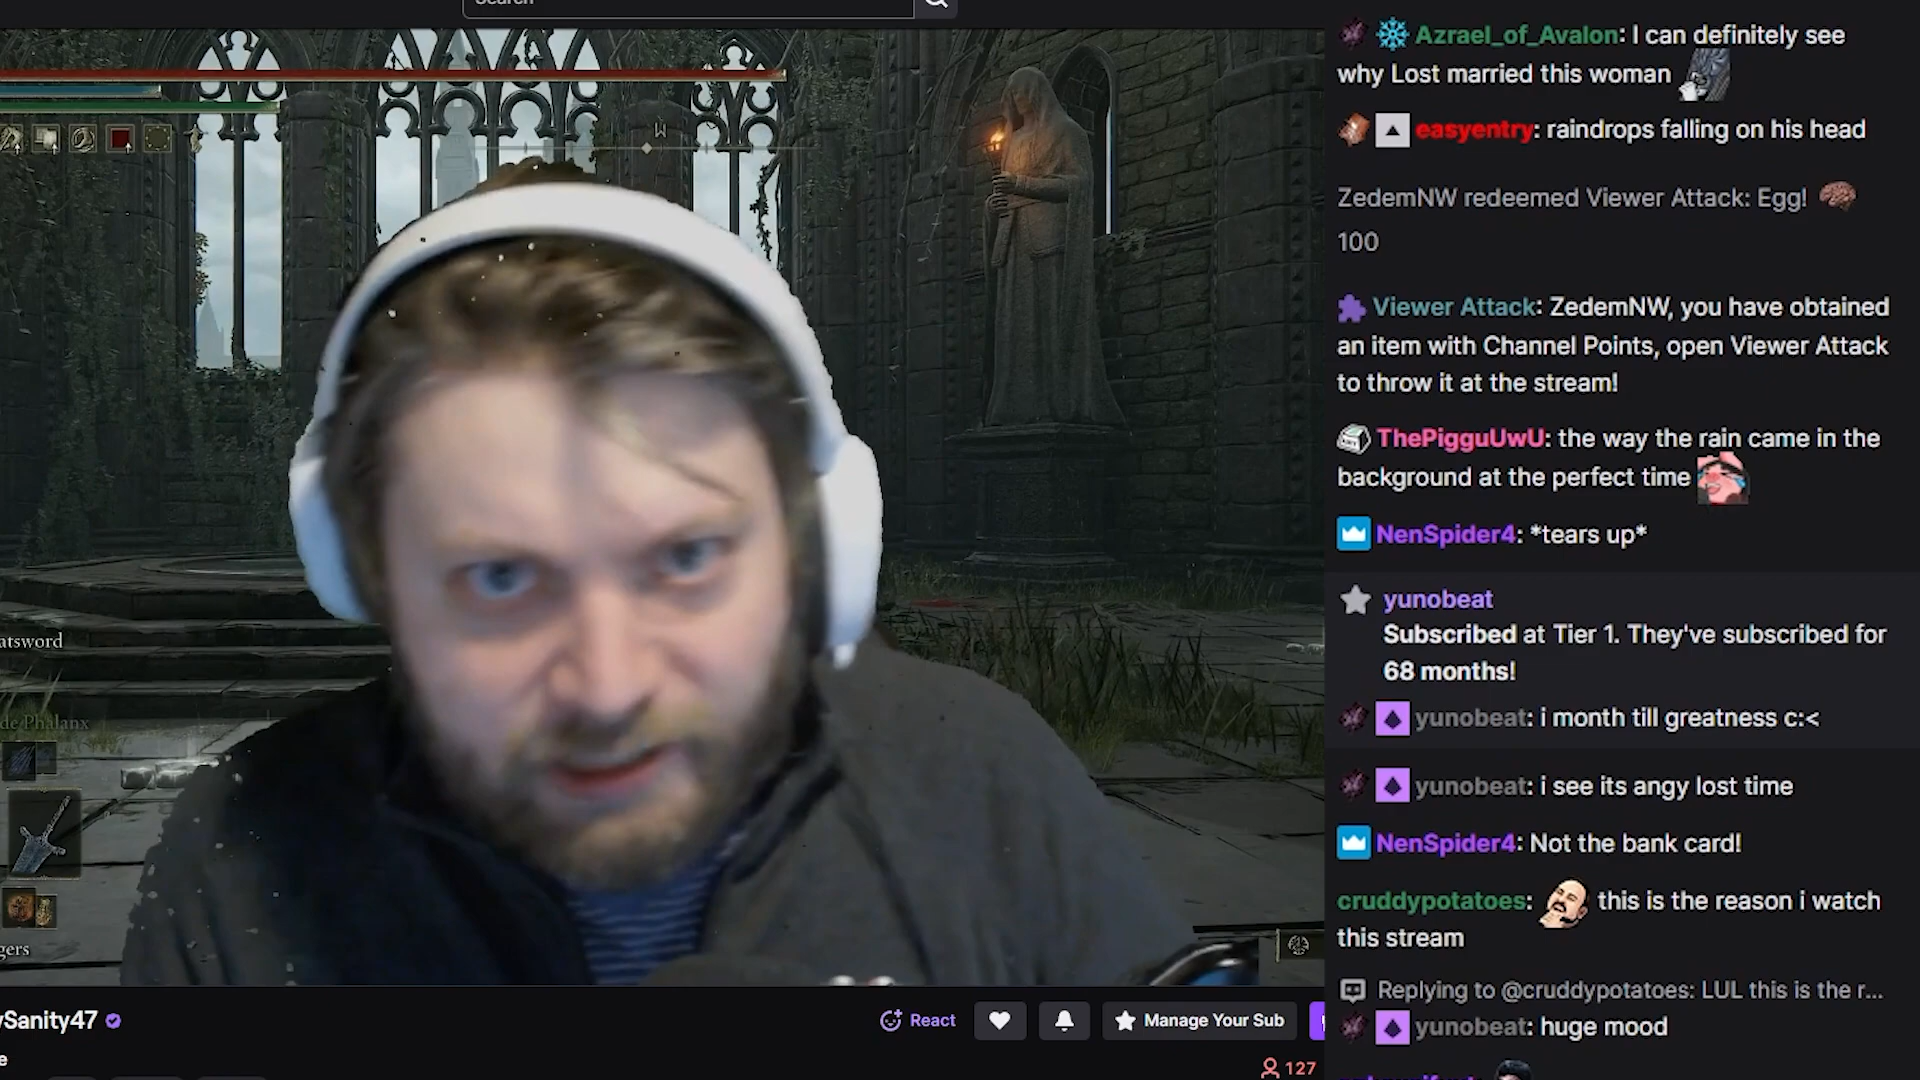 Search
W
atsword
de Phalanx
gers
ySanity47
e
React
Manage Your Sub
127
Azrael_of_Avalon: I can definitely see
why Lost married this woman
easyentry: raindrops falling on his head
ZedemNW redeemed Viewer Attack: Egg!
100
Viewer Attack: ZedemNW, you have obtained
an item with Channel Points, open Viewer Attack
to throw it at the stream!
ThePigguUwU: the way the rain came in the
background at the perfect time
NenSpider4: *tears up*
yunobeat
Subscribed at Tier 1. They've subscribed for
68 months!
yunobeat: i month till greatness c:<
yunobeat: i see its angy lost time
NenSpider4: Not the bank card!
cruddypotatoes: this is the reason i watch
this stream
Replying to @cruddypotatoes: LUL this is the r...
yunobeat: huge mood